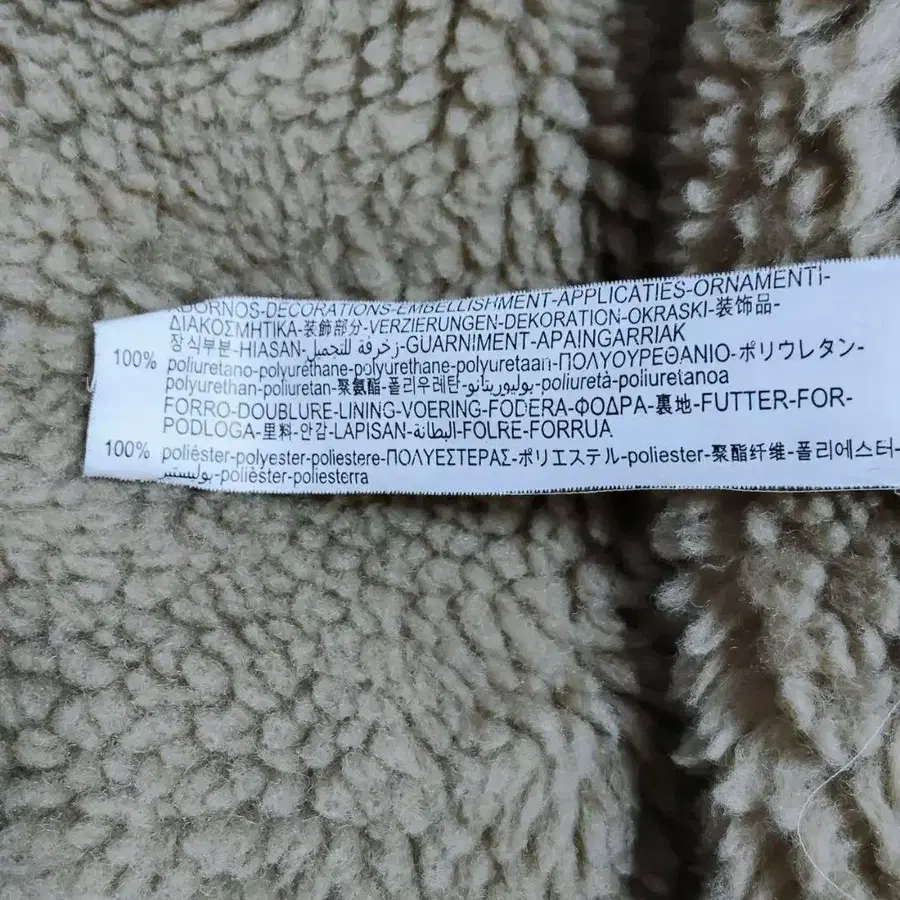 ADORNOS-DECORATIONS-EMBELLISHMENT-APPLICATIES-ORNAMENTI-
ΔΙΑΚΟΣΜΗΤΙΚΑ-装飾部分-VERZIERUNGEN-DEKORATION-OKRASKI-装饰品-
장식부분-HIASAN-زخرفة للتجميل-GUARNIMENT-APAINGARRIAK
100% poliuretano-polyuréthane-polyurethane-polyuretaan-ΠΟΛΥΟΥΡΕΘΑΝΙΟ-ポリウレタン-
polyurethan-poliuretan-聚氨酯-폴리우레탄-بوليوريتانو-poliuretà-poliuretanoa
FORRO-DOUBLURE-LINING-VOERING-FODERA-ΦΟΔΡΑ-裏地-FUTTER-FOR-
PODLOGA-里料-안감-LAPISAN-البطانة-FOLRE-FORRUA
100% poliéster-polyester-poliestere-ΠΟΛΥΕΣΤΕΡΑΣ-ポリエステル-poliester-聚酯纤维-폴리에스터-
بوليستير-polièster-poliesterra